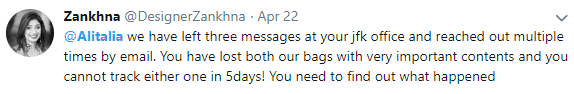 Zankhna @DesignerZankhna · Apr 22
@Alitalia we have left three messages at your jfk office and reached out multiple
times by email. You have lost both our bags with very important contents and you
cannot track either one in 5days! You need to find out what happened